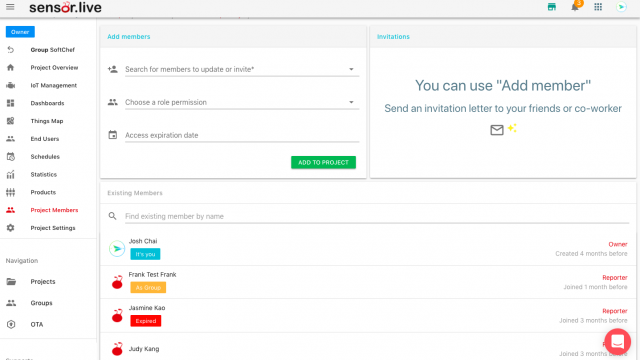 sensor.live
3
Owner
Group SoftChef
Project Overview
IoT Management
Dashboards
Things Map
End Users
Schedules
Statistics
Products
Project Members
Project Settings
Navigation
Projects
Groups
OTA
Add members
Search for members to update or invite*
Choose a role permission
Access expiration date
ADD TO PROJECT
Invitations
You can use "Add member"
Send an invitation letter to your friends or co-worker
Existing Members
Find existing member by name
Josh Chai
It's you
Owner
Created 4 months before
Frank Test Frank
As Group
Reporter
Joined 1 month before
Jasmine Kao
Expired
Reporter
Joined 3 months before
Judy Kang
Joined 3 months